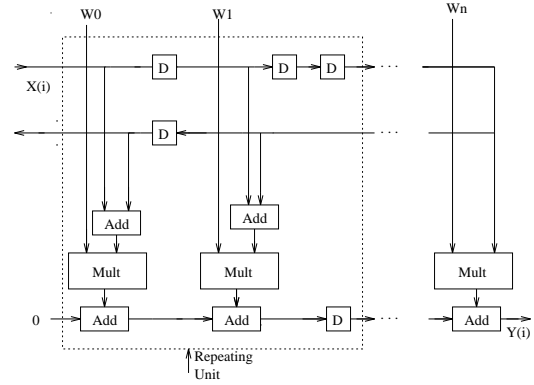 W0 W1 Wn
D D D
X(i)
D
Add Add
Mult Mult Mult
0 Add Add D Add
Y(i)
Repeating
Unit